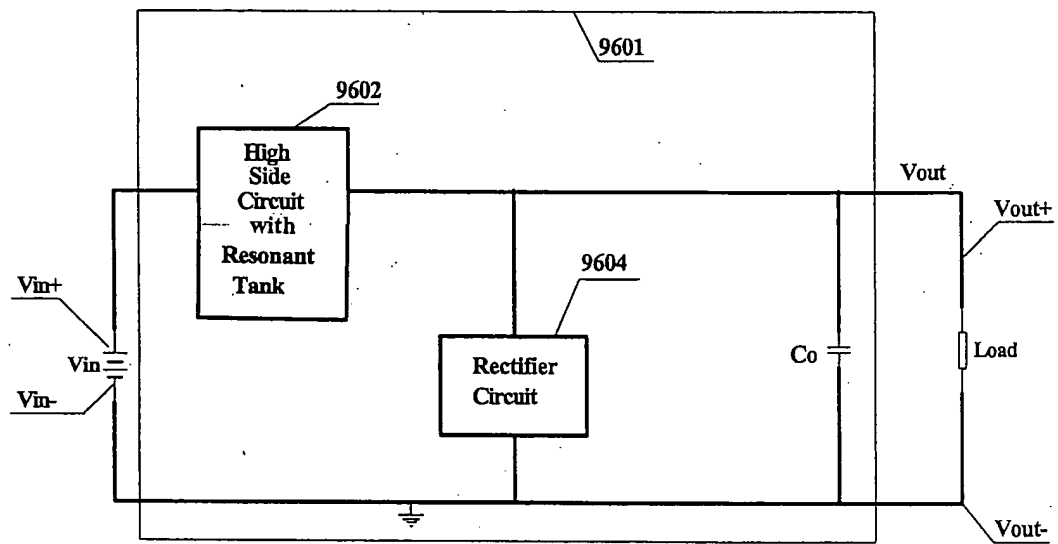 9601
9602
High
Side
Circuit
with
Resonant
Tank
Vout
Vout+
9604
Vin+
Vin
Vin-
Rectifier
Circuit
Co
Load
Vout-